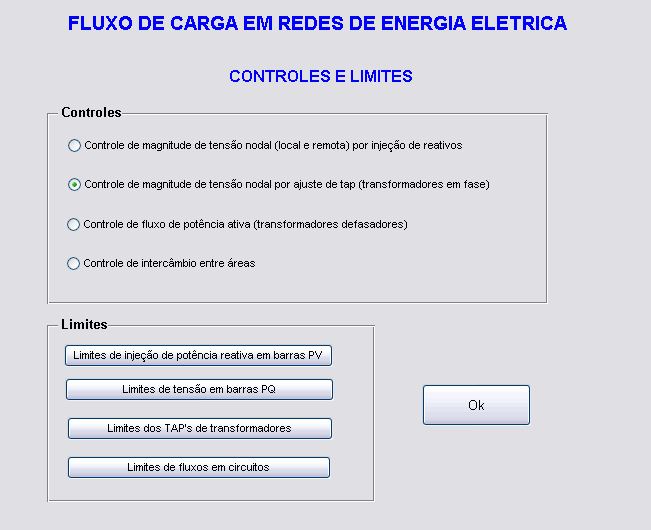 FLUXO DE CARGA EM REDES DE ENERGIA ELETRICA
CONTROLES E LIMITES
Controles
Controle de magnitude de tensão nodal (local e remota) por injeção de reativos
Controle de magnitude de tensão nodal por ajuste de tap (transformadores em fase)
Controle de fluxo de potência ativa (transformadores defasadores)
Controle de intercâmbio entre áreas
Limites
Limites de injeção de potência reativa em barras PV
Limites de tensão em barras PQ
Limites dos TAP's de transformadores
Limites de fluxos em circuitos
Ok